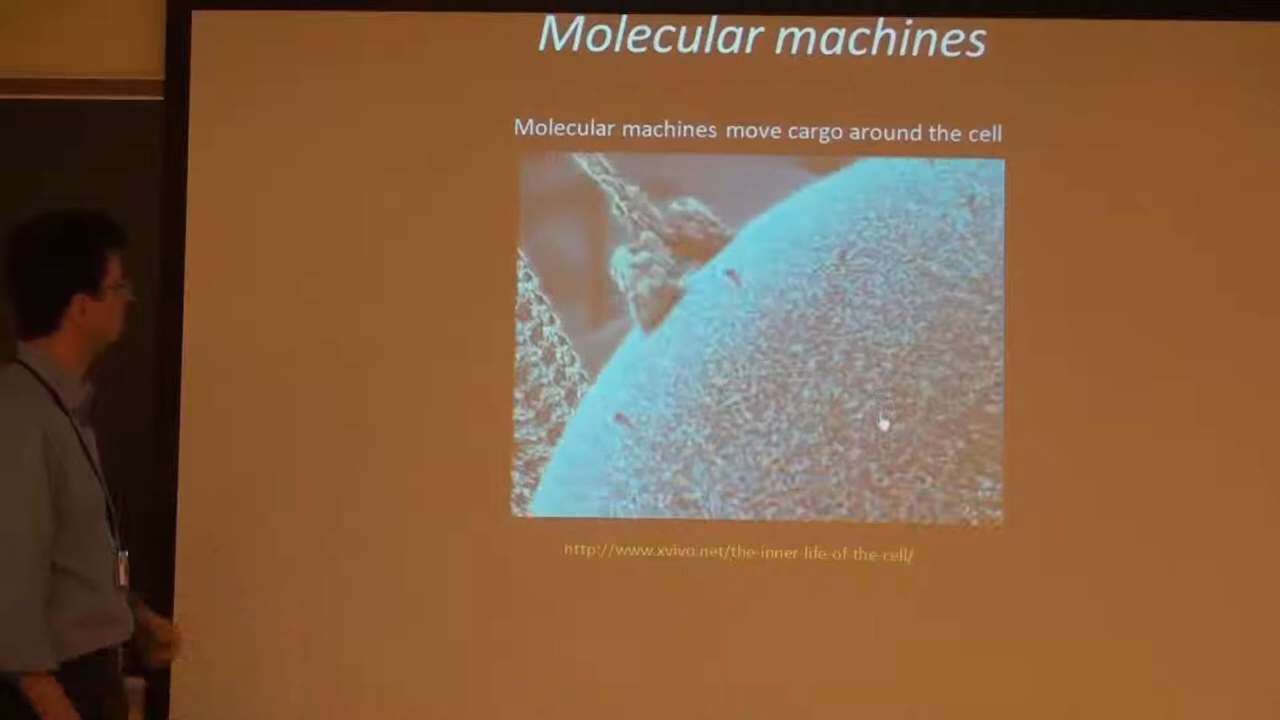 Molecular machines
Molecular machines move cargo around the cell
http://www.xvivo.net/the-inner-life-of-the-cell/